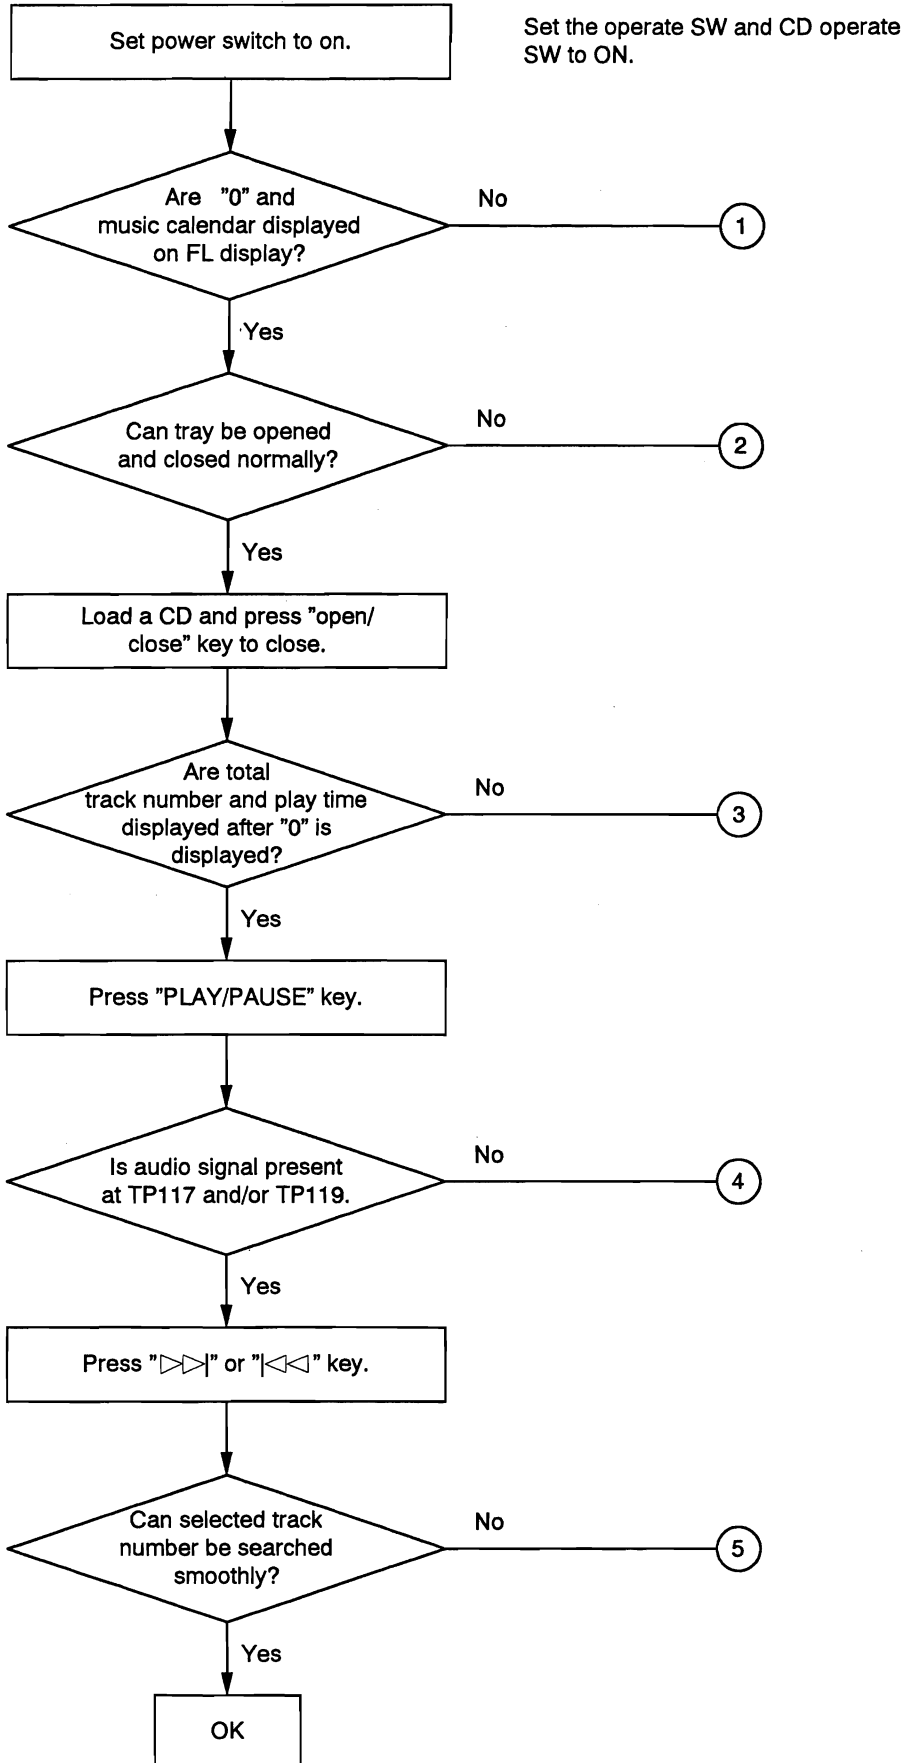 Set power switch to on.
Set the operate SW and CD operate
SW to ON.
Are "0" and
music calendar displayed
on FL display?
No
1
Yes
Can tray be opened
and closed normally?
No
2
Yes
Load a CD and press "open/
close" key to close.
Are total
track number and play time
displayed after "0" is
displayed?
No
3
Yes
Press "PLAY/PAUSE" key.
Is audio signal present
at TP117 and/or TP119.
No
4
Yes
Press "▷▷|" or "|◁◁" key.
Can selected track
number be searched
smoothly?
No
5
Yes
OK